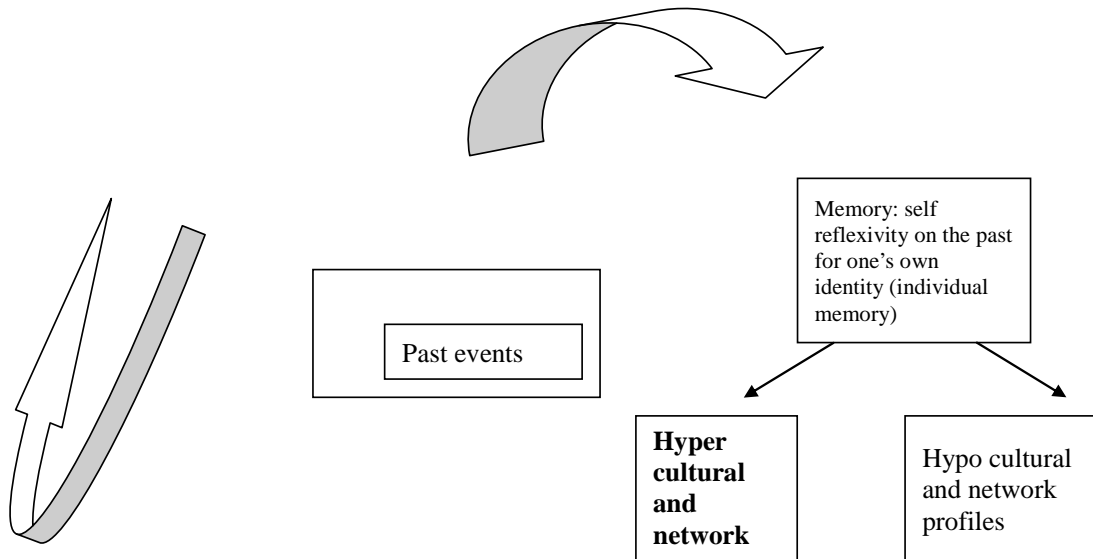 Memory: self
reflexivity on the past
for one’s own
identity (individual
memory)
Past events
Hyper
cultural
and
network
Hypo cultural
and network
profiles